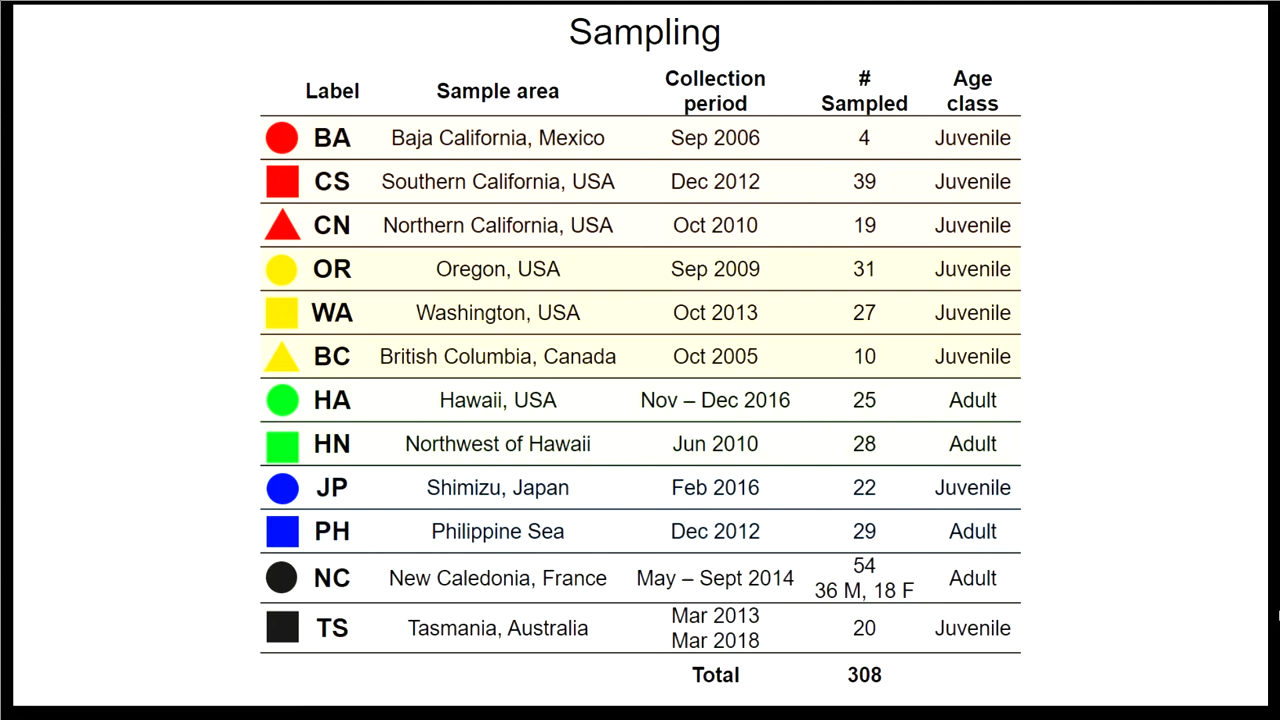 Sampling
Label Sample area Collection period # Sampled Age class
BA Baja California, Mexico Sep 2006 4 Juvenile
CS Southern California, USA Dec 2012 39 Juvenile
CN Northern California, USA Oct 2010 19 Juvenile
OR Oregon, USA Sep 2009 31 Juvenile
WA Washington, USA Oct 2013 27 Juvenile
BC British Columbia, Canada Oct 2005 10 Juvenile
HA Hawaii, USA Nov – Dec 2016 25 Adult
HN Northwest of Hawaii Jun 2010 28 Adult
JP Shimizu, Japan Feb 2016 22 Juvenile
PH Philippine Sea Dec 2012 29 Adult
NC New Caledonia, France May – Sept 2014 54 36 M, 18 F Adult
TS Tasmania, Australia Mar 2013 Mar 2018 20 Juvenile
Total 308